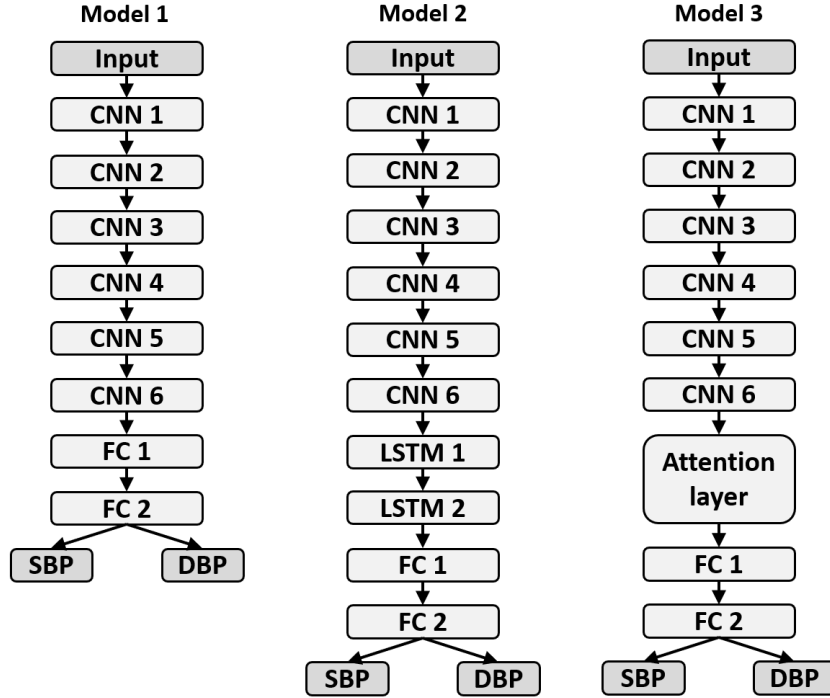 Model 1
Input
CNN 1
CNN 2
CNN 3
CNN 4
CNN 5
CNN 6
FC 1
FC 2
SBP
DBP
Model 2
Input
CNN 1
CNN 2
CNN 3
CNN 4
CNN 5
CNN 6
LSTM 1
LSTM 2
FC 1
FC 2
SBP
DBP
Model 3
Input
CNN 1
CNN 2
CNN 3
CNN 4
CNN 5
CNN 6
Attention
layer
FC 1
FC 2
SBP
DBP